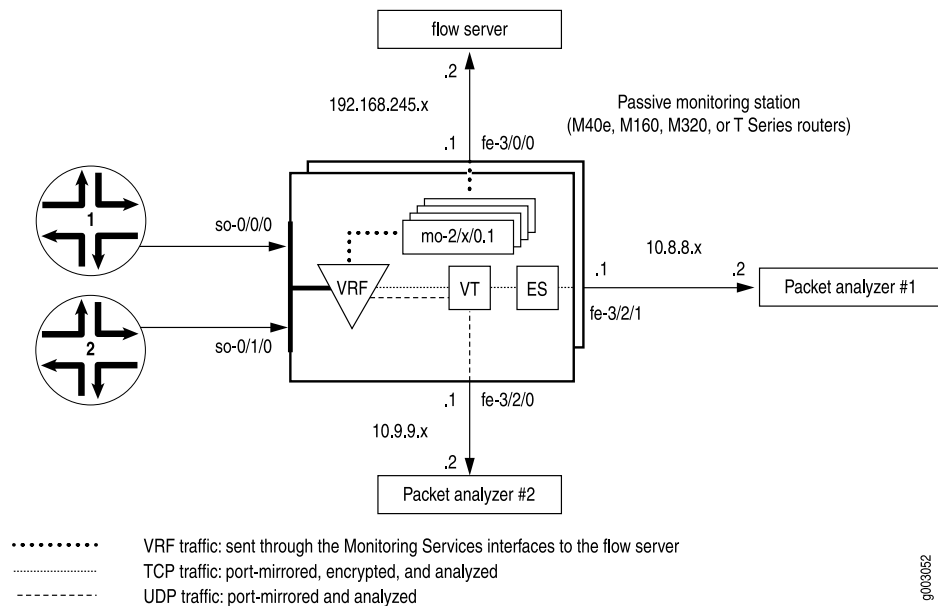 flow server
.2
192.168.245.x
Passive monitoring station
(M40e, M160, M320, or T Series routers)
.1
fe-3/0/0
1
so-0/0/0
mo-2/x/0.1
10.8.8.x
VRF
VT
ES
.1
.2
Packet analyzer #1
fe-3/2/1
2
so-0/1/0
.1
fe-3/2/0
10.9.9.x
.2
Packet analyzer #2
VRF traffic: sent through the Monitoring Services interfaces to the flow server
TCP traffic: port-mirrored, encrypted, and analyzed
UDP traffic: port-mirrored and analyzed
g003052